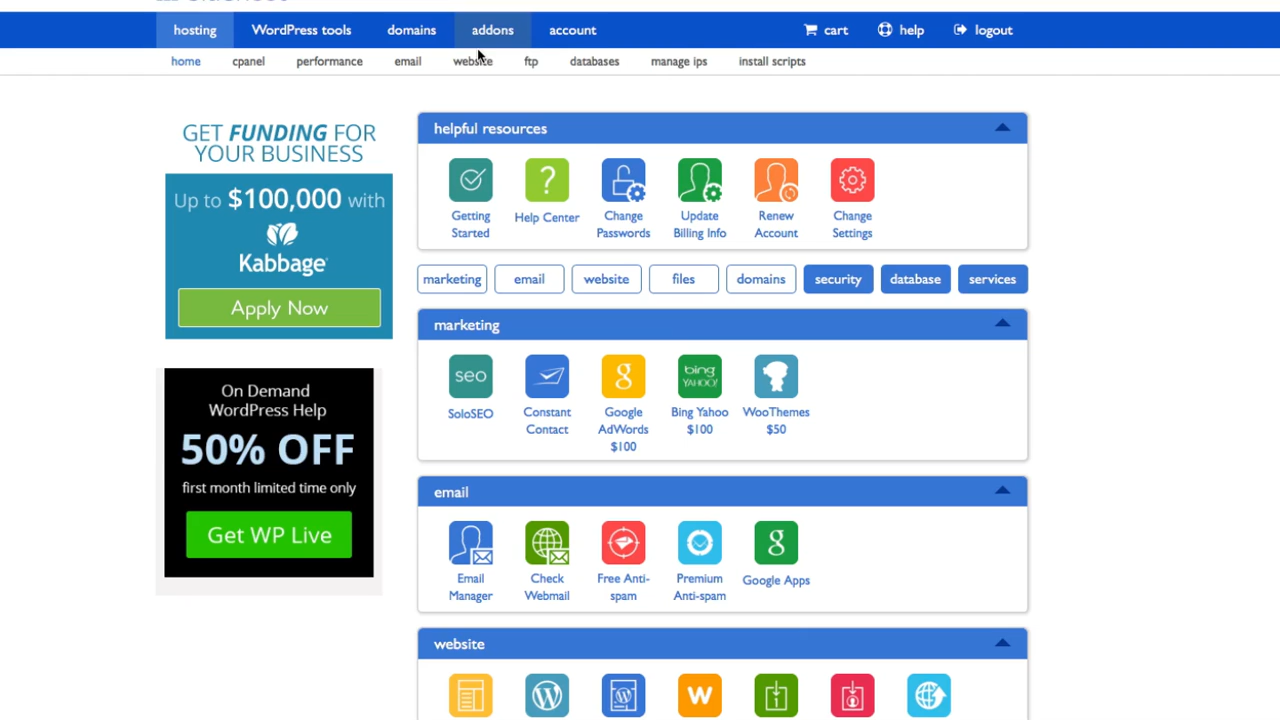 hosting WordPress tools domains addons account cart help logout
home cpanel performance email website ftp databases manage ips install scripts
GET FUNDING FOR
YOUR BUSINESS
Up to $100,000 with
Kabbage
Apply Now
On Demand
WordPress Help
50% OFF
first month limited time only
Get WP Live
helpful resources
Getting Started
?
Help Center
Change Passwords
Update Billing Info
Renew Account
Change Settings
marketing email website files domains security database services
marketing
seo
SoloSEO
Constant Contact
g
Google AdWords $100
bing
YAHOO!
Bing Yahoo $100
WooThemes $50
email
Email Manager
Check Webmail
Free Anti-spam
Premium Anti-spam
g
Google Apps
website
W